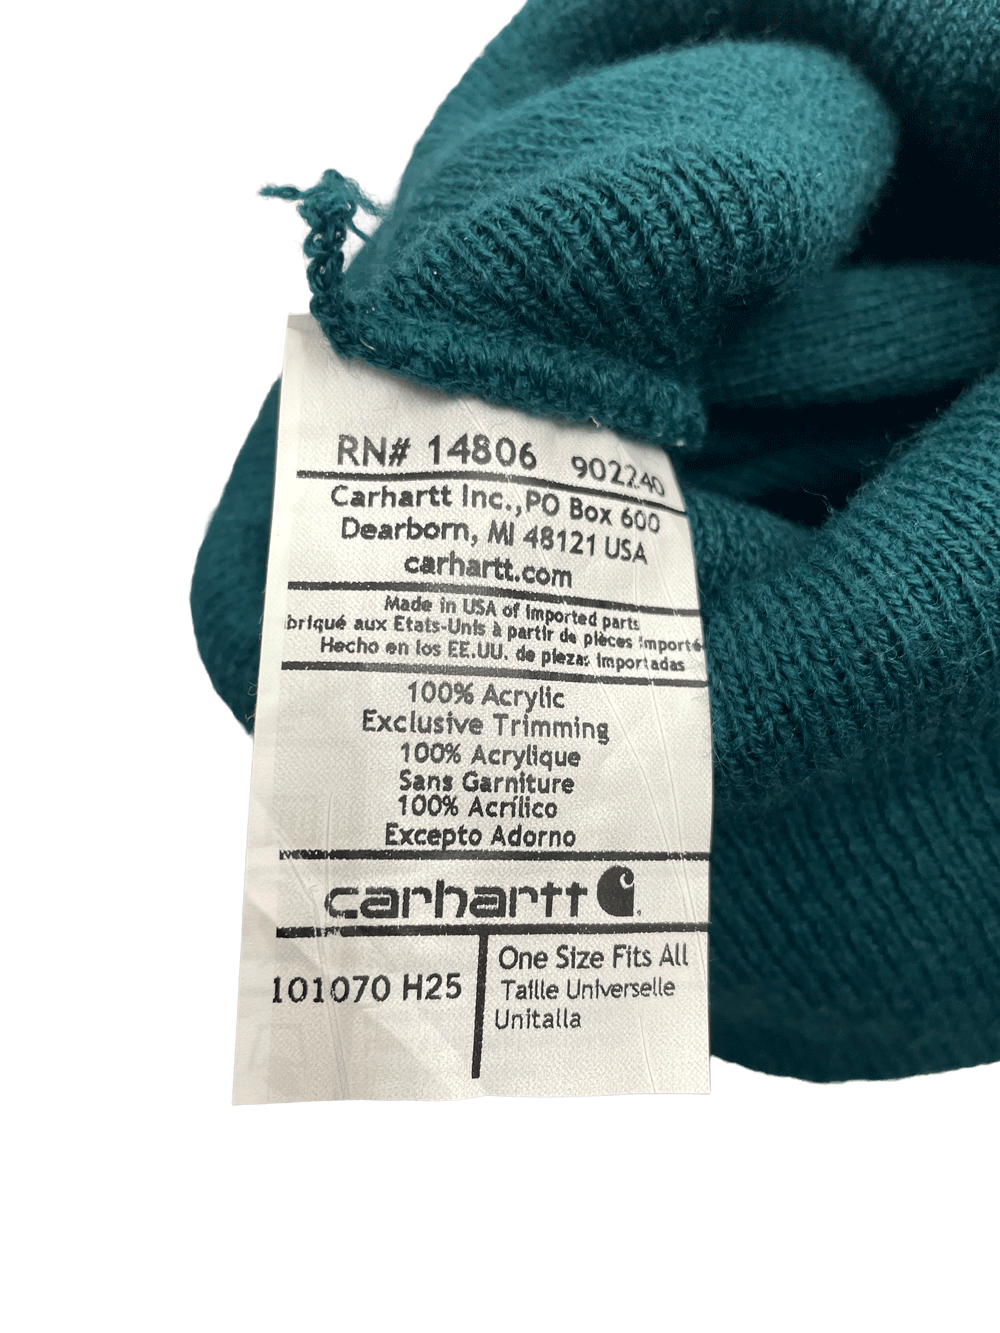 RN# 14806 902240
Carhartt Inc.,PO Box 600
Dearborn, MI 48121 USA
carhartt.com
Made in USA of Imported parts
briqué aux Etats-Unis à partir de pièces importé
Hecho en los EE.UU. de piezas importadas
100% Acrylic
Exclusive Trimming
100% Acrylique
Sans Garniture
100% Acrílico
Excepto Adorno
carhartt
101070 H25
One Size Fits All
Taille Universelle
Unitalla